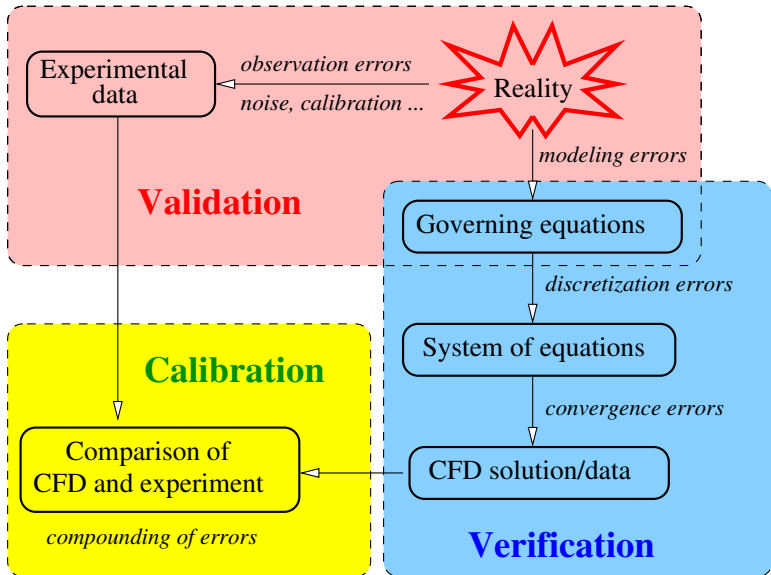 Experimental
data
observation errors
noise, calibration ...
Reality
modeling errors
Validation
Governing equations
discretization errors
System of equations
Calibration
convergence errors
Comparison of
CFD and experiment
CFD solution/data
compounding of errors
Verification